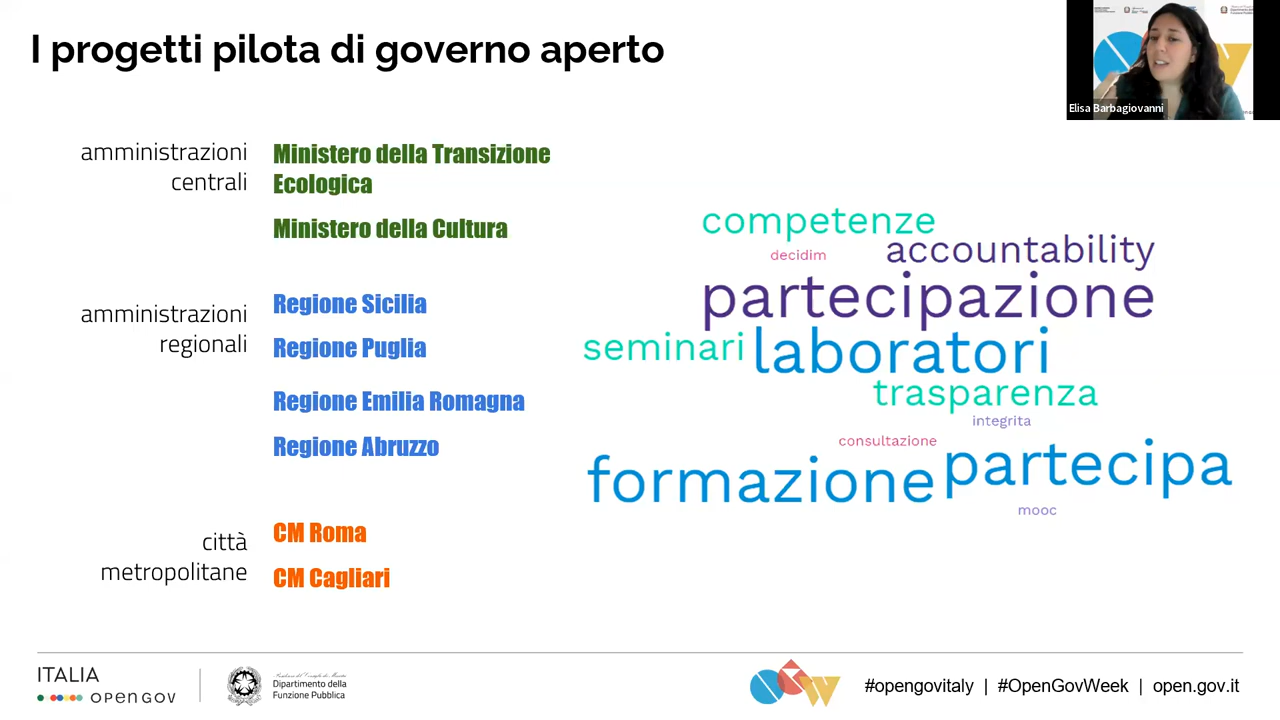 I progetti pilota di governo aperto
Elisa Barbagiovanni
amministrazioni
centrali
Ministero della Transizione
Ecologica
Ministero della Cultura
amministrazioni
regionali
Regione Sicilia
Regione Puglia
Regione Emilia Romagna
Regione Abruzzo
città
metropolitane
CM Roma
CM Cagliari
competenze
decidim
accountability
partecipazione
seminari
laboratori
trasparenza
integrita
consultazione
formazione
partecipa
mooc
ITALIA
open gov
Dipartimento della
Funzione Pubblica
#opengovitaly | #OpenGovWeek | open.gov.it